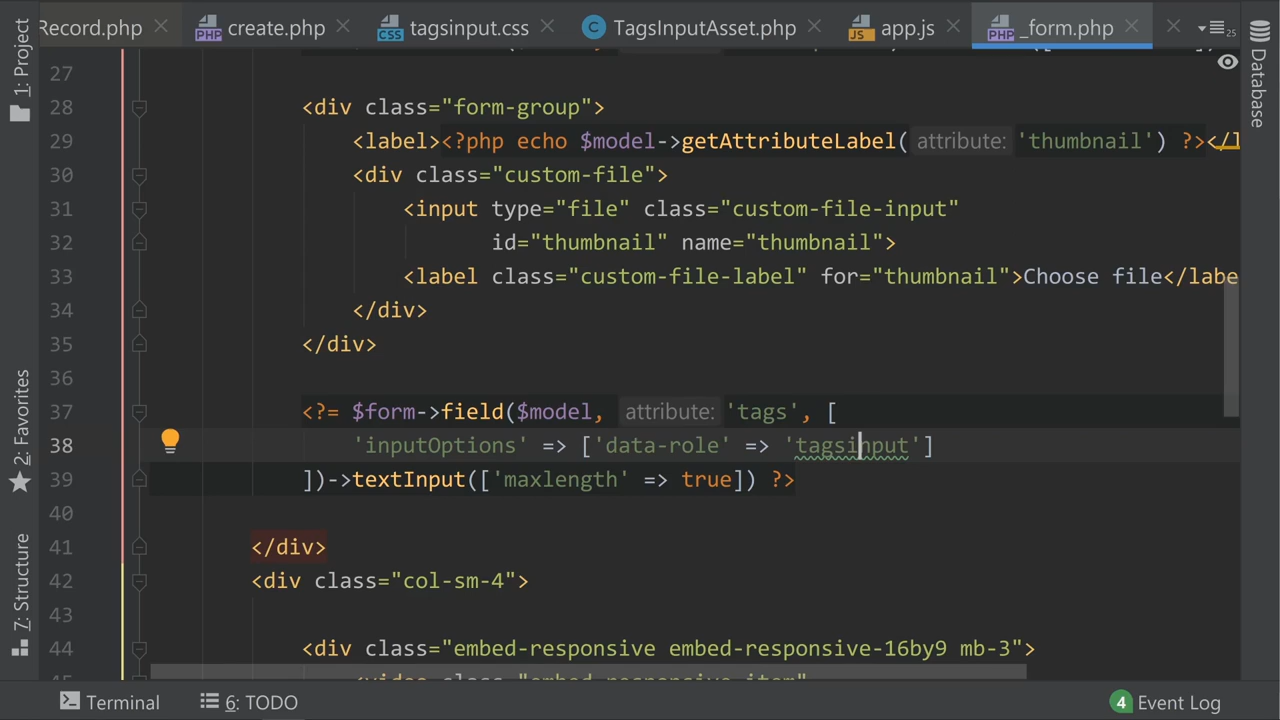 Record.php
create.php
tagsinput.css
TagsInputAsset.php
app.js
_form.php
25
1: Project
2: Favorites
7: Structure
Database
27
28 <div class="form-group">
29 <label><?php echo $model->getAttributeLabel( attribute: 'thumbnail') ?></l
30 <div class="custom-file">
31 <input type="file" class="custom-file-input"
32 id="thumbnail" name="thumbnail">
33 <label class="custom-file-label" for="thumbnail">Choose file</labe
34 </div>
35 </div>
36
37 <?= $form->field($model, attribute: 'tags', [
38 'inputOptions' => ['data-role' => 'tagsinput']
39 ])->textInput(['maxlength' => true]) ?>
40
41 </div>
42 <div class="col-sm-4">
43
44 <div class="embed-responsive embed-responsive-16by9 mb-3">
Terminal
6: TODO
4 Event Log